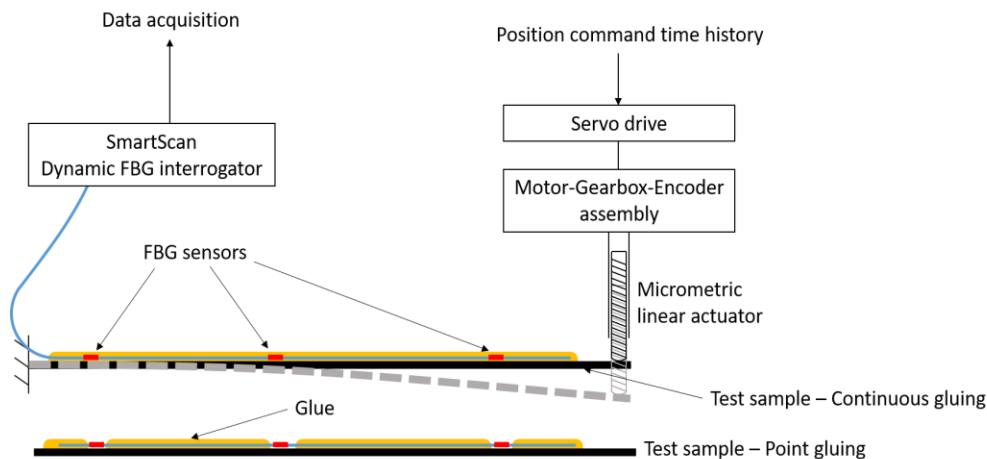 Data acquisition
Position command time history
SmartScan
Dynamic FBG interrogator
Servo drive
Motor-Gearbox-Encoder
assembly
FBG sensors
Micrometric
linear actuator
Test sample – Continuous gluing
Glue
Test sample – Point gluing